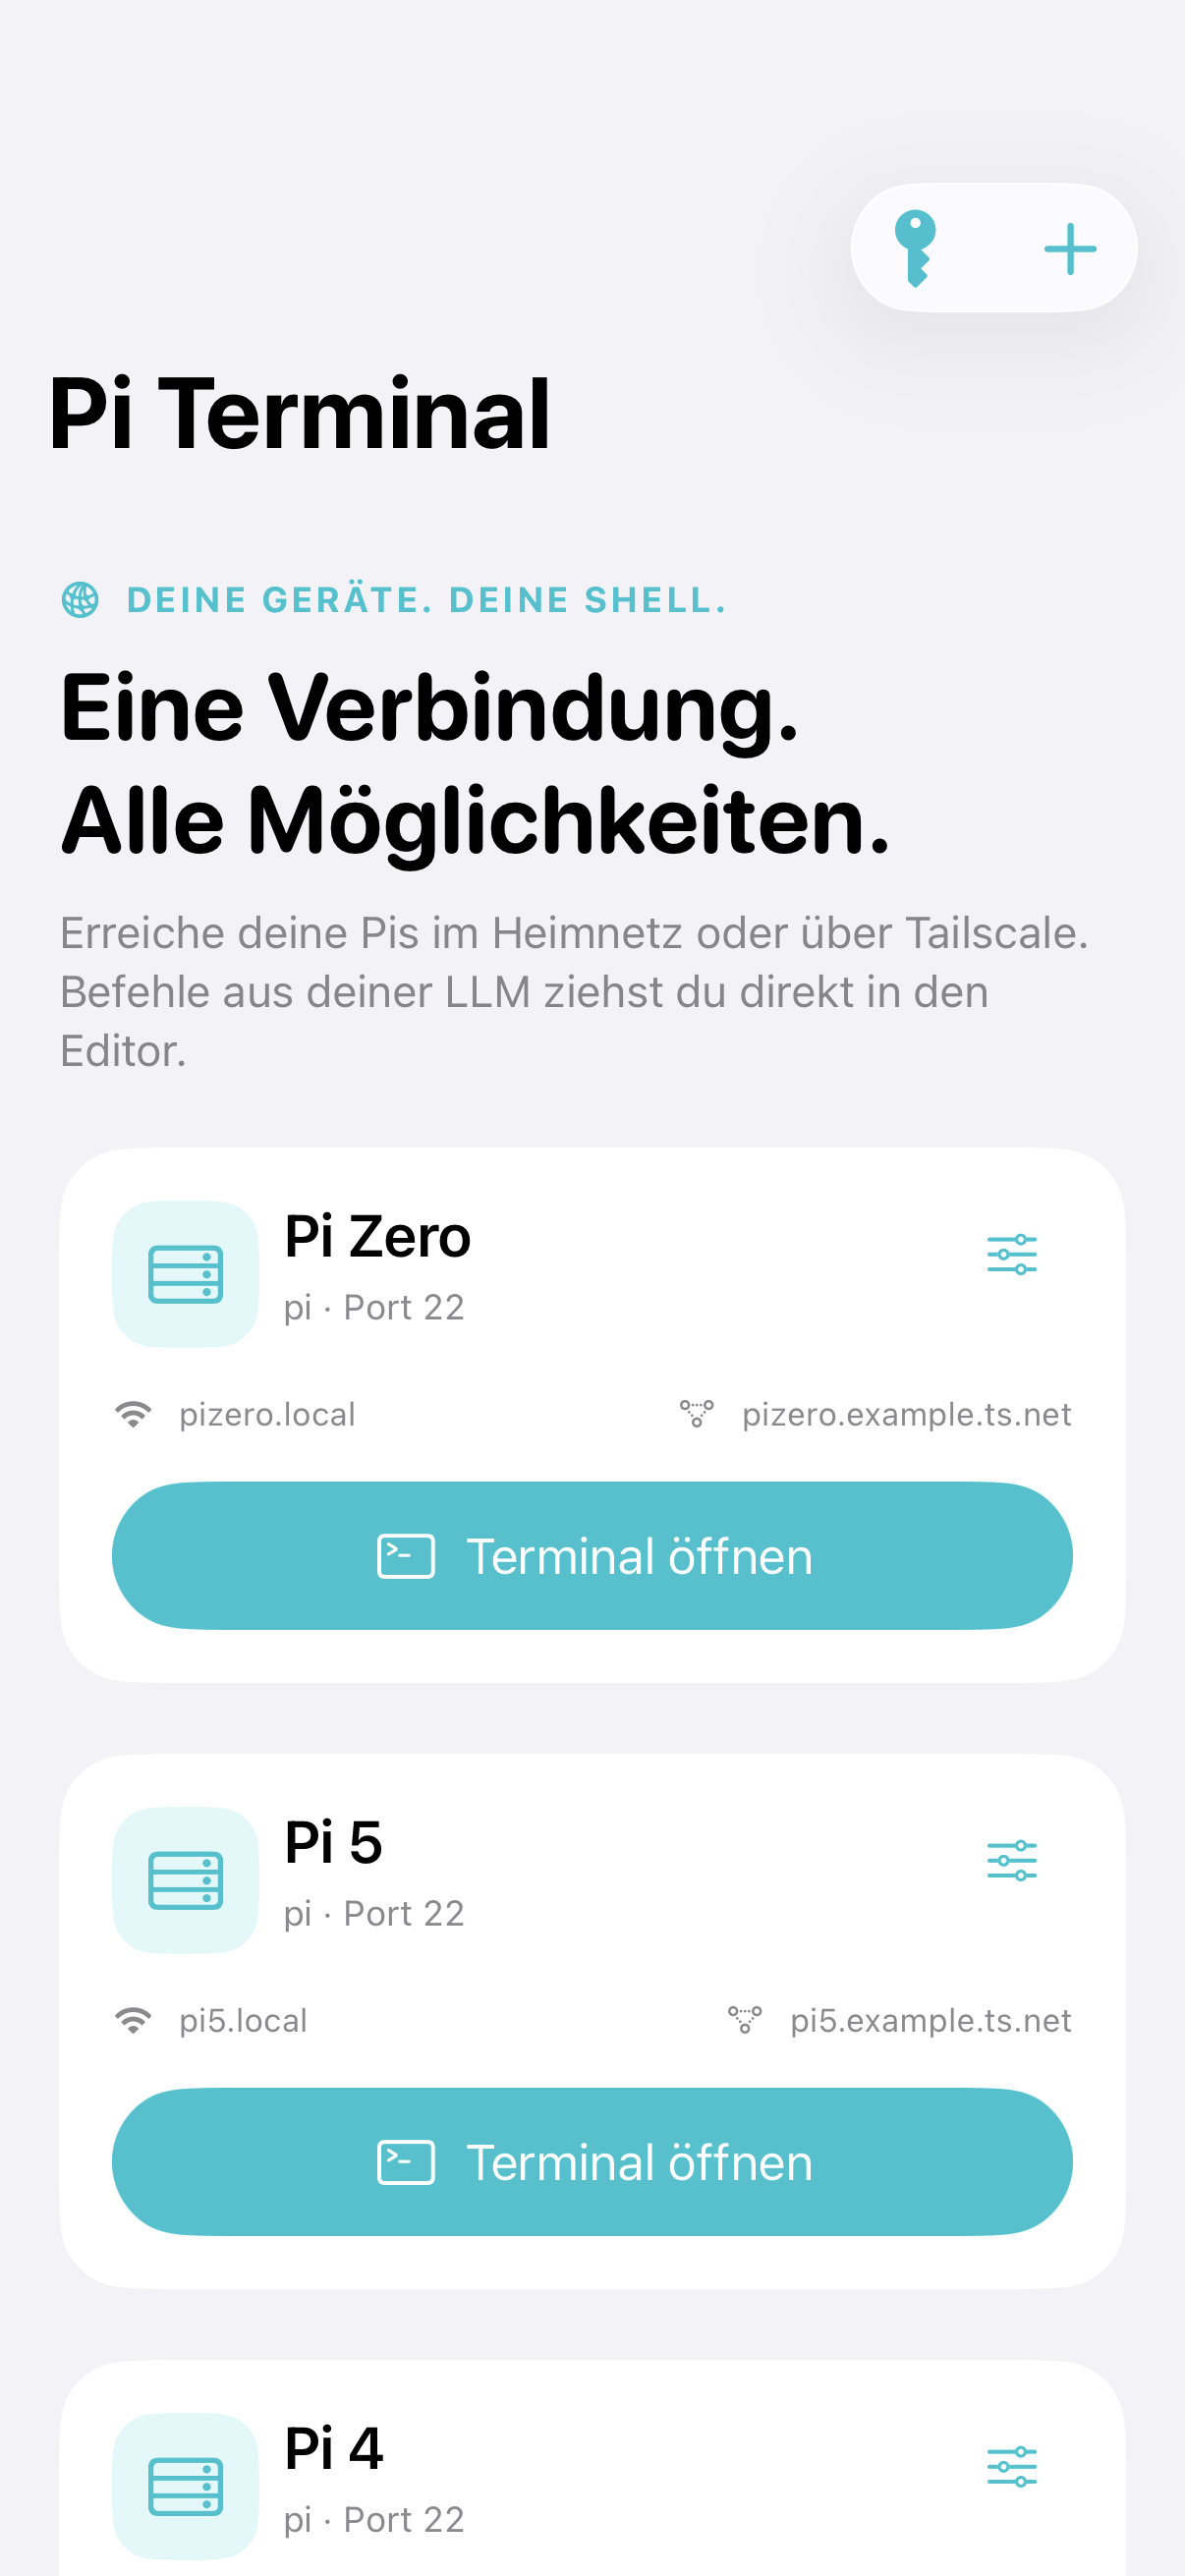 Pi Terminal
DEINE GERÄTE. DEINE SHELL.
Eine Verbindung.
Alle Möglichkeiten.
Erreiche deine Pis im Heimnetz oder über Tailscale.
Befehle aus deiner LLM ziehst du direkt in den
Editor.
Pi Zero
pi · Port 22
pizero.local
pizero.example.ts.net
Terminal öffnen
Pi 5
pi · Port 22
pi5.local
pi5.example.ts.net
Terminal öffnen
Pi 4
pi · Port 22